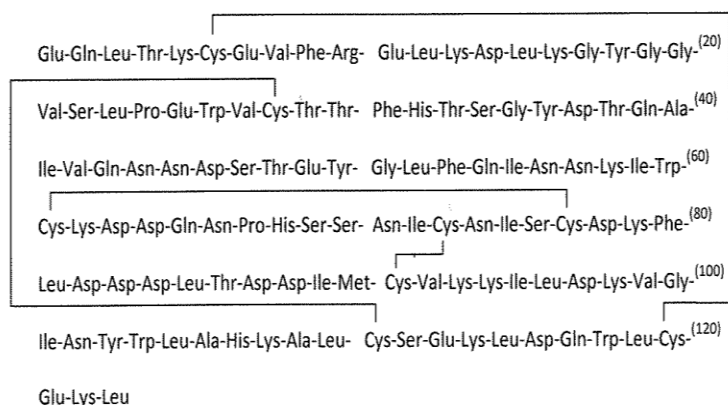 Glu-Gln-Leu-Thr-Lys-Cys-Glu-Val-Phe-Arg- Glu-Leu-Lys-Asp-Leu-Lys-Gly-Tyr-Gly-Gly-(20)
Val-Ser-Leu-Pro-Glu-Trp-Val-Cys-Thr-Thr- Phe-His-Thr-Ser-Gly-Tyr-Asp-Thr-Gln-Ala-(40)
Ile-Val-Gln-Asn-Asn-Asp-Ser-Thr-Glu-Tyr- Gly-Leu-Phe-Gln-Ile-Asn-Asn-Lys-Ile-Trp-(60)
Cys-Lys-Asp-Asp-Gln-Asn-Pro-His-Ser-Ser- Asn-Ile-Cys-Asn-Ile-Ser-Cys-Asp-Lys-Phe-(80)
Leu-Asp-Asp-Asp-Leu-Thr-Asp-Asp-Ile-Met- Cys-Val-Lys-Lys-Ile-Leu-Asp-Lys-Val-Gly-(100)
Ile-Asn-Tyr-Trp-Leu-Ala-His-Lys-Ala-Leu- Cys-Ser-Glu-Lys-Leu-Asp-Gln-Trp-Leu-Cys-(120)
Glu-Lys-Leu